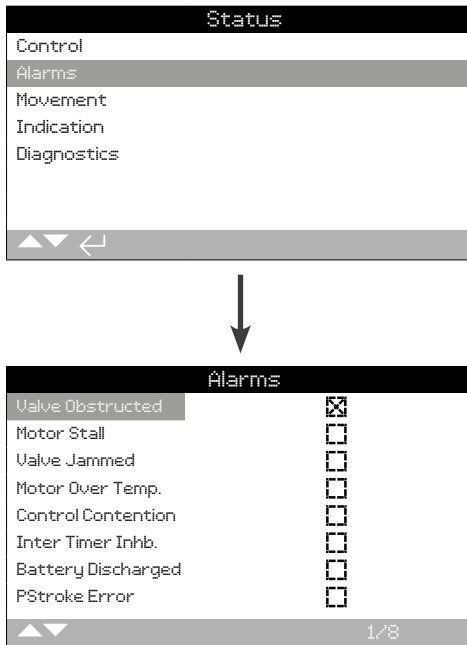 Status
Control
Alarms
Movement
Indication
Diagnostics
Alarms
Valve Obstructed
Motor Stall
Valve Jammed
Motor Over Temp.
Control Contention
Inter Timer Inhb.
Battery Discharged
PStroke Error
1/8